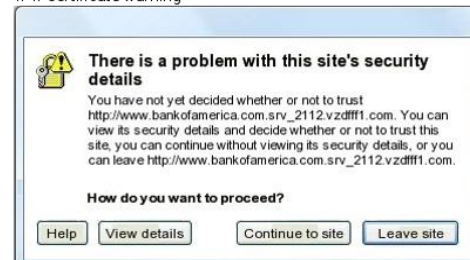 There is a problem with this site's security
details
You have not yet decided whether or not to trust
http://www.bankofamerica.com.srv_2112.vzdfff1.com. You can
view its security details and decide whether or not to trust this
site, you can continue without viewing its security details, or you
can leave http://www.bankofamerica.com.srv_2112.vzdfff1.com.
How do you want to proceed?
Help View details Continue to site Leave site